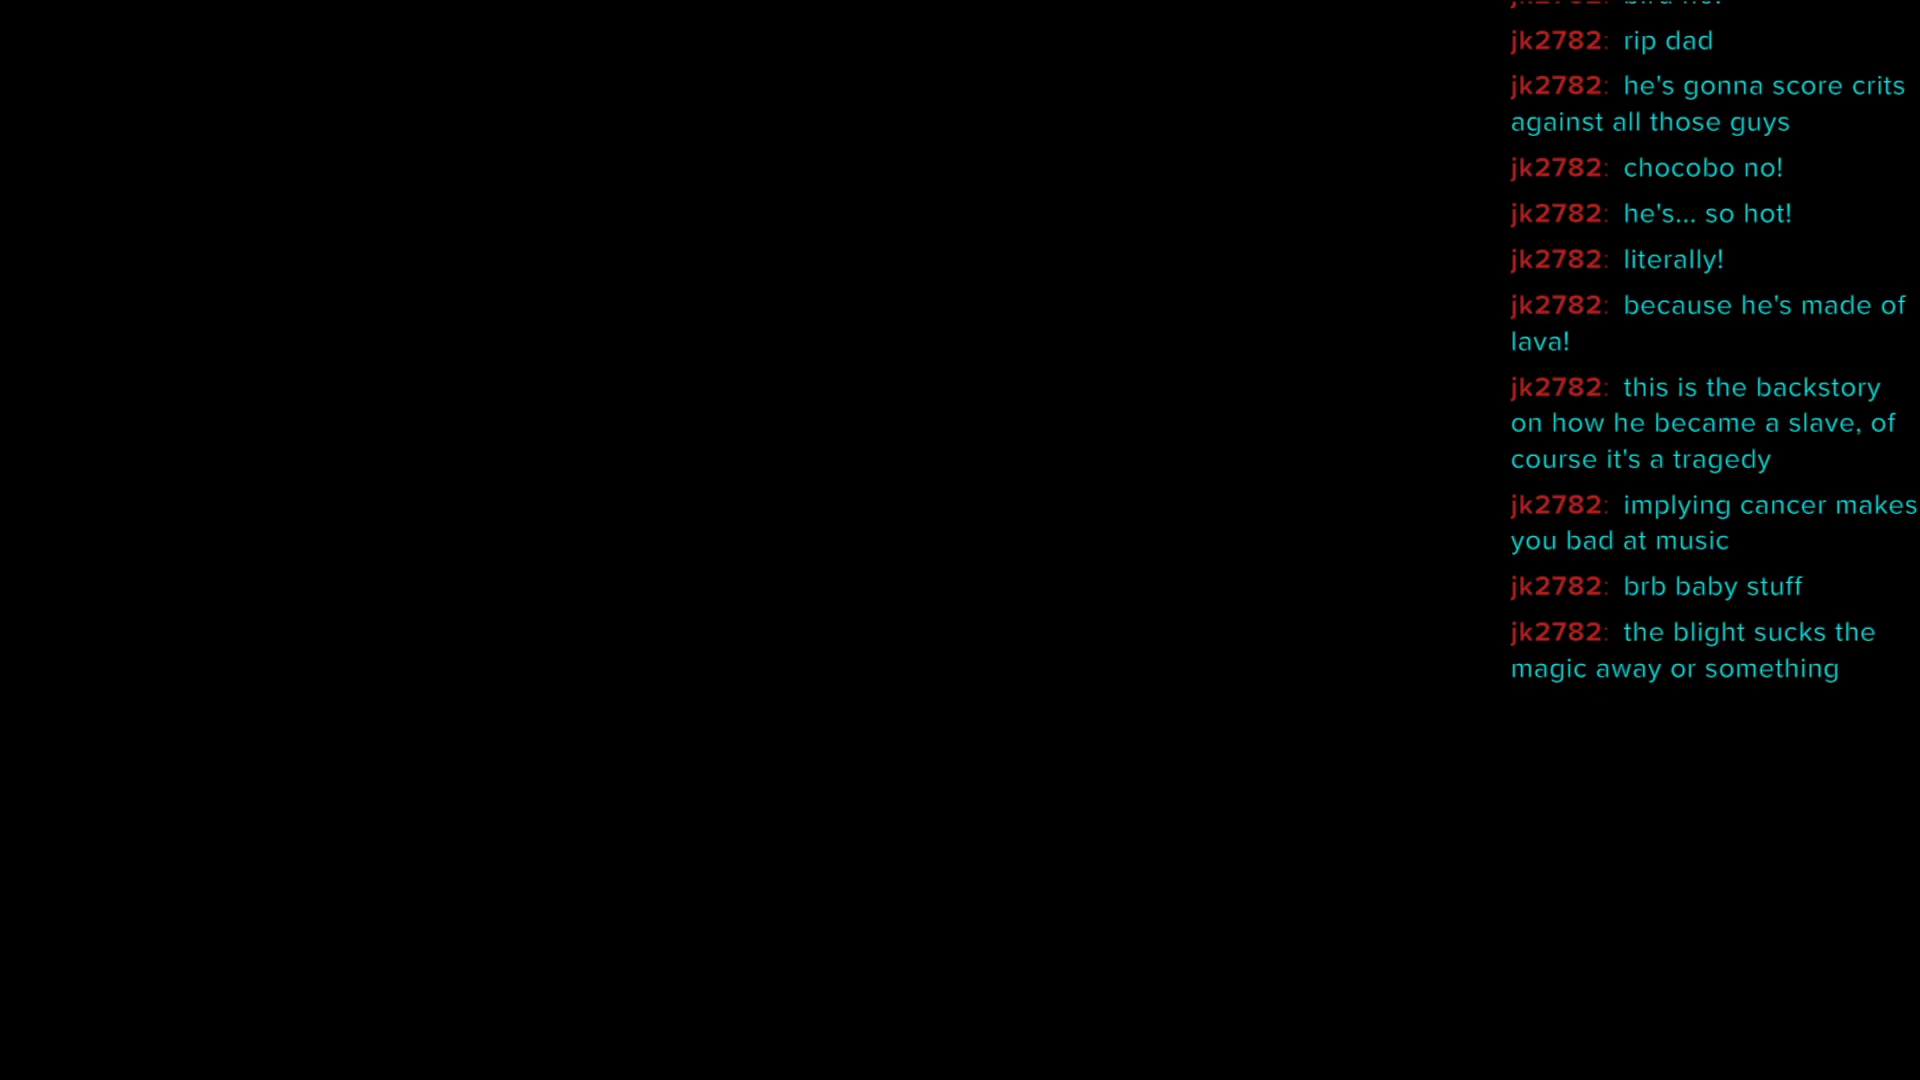 jk2782: rip dad
jk2782: he's gonna score crits
against all those guys
jk2782: chocobo no!
jk2782: he's... so hot!
jk2782: literally!
jk2782: because he's made of
lava!
jk2782: this is the backstory
on how he became a slave, of
course it's a tragedy
jk2782: implying cancer makes
you bad at music
jk2782: brb baby stuff
jk2782: the blight sucks the
magic away or something